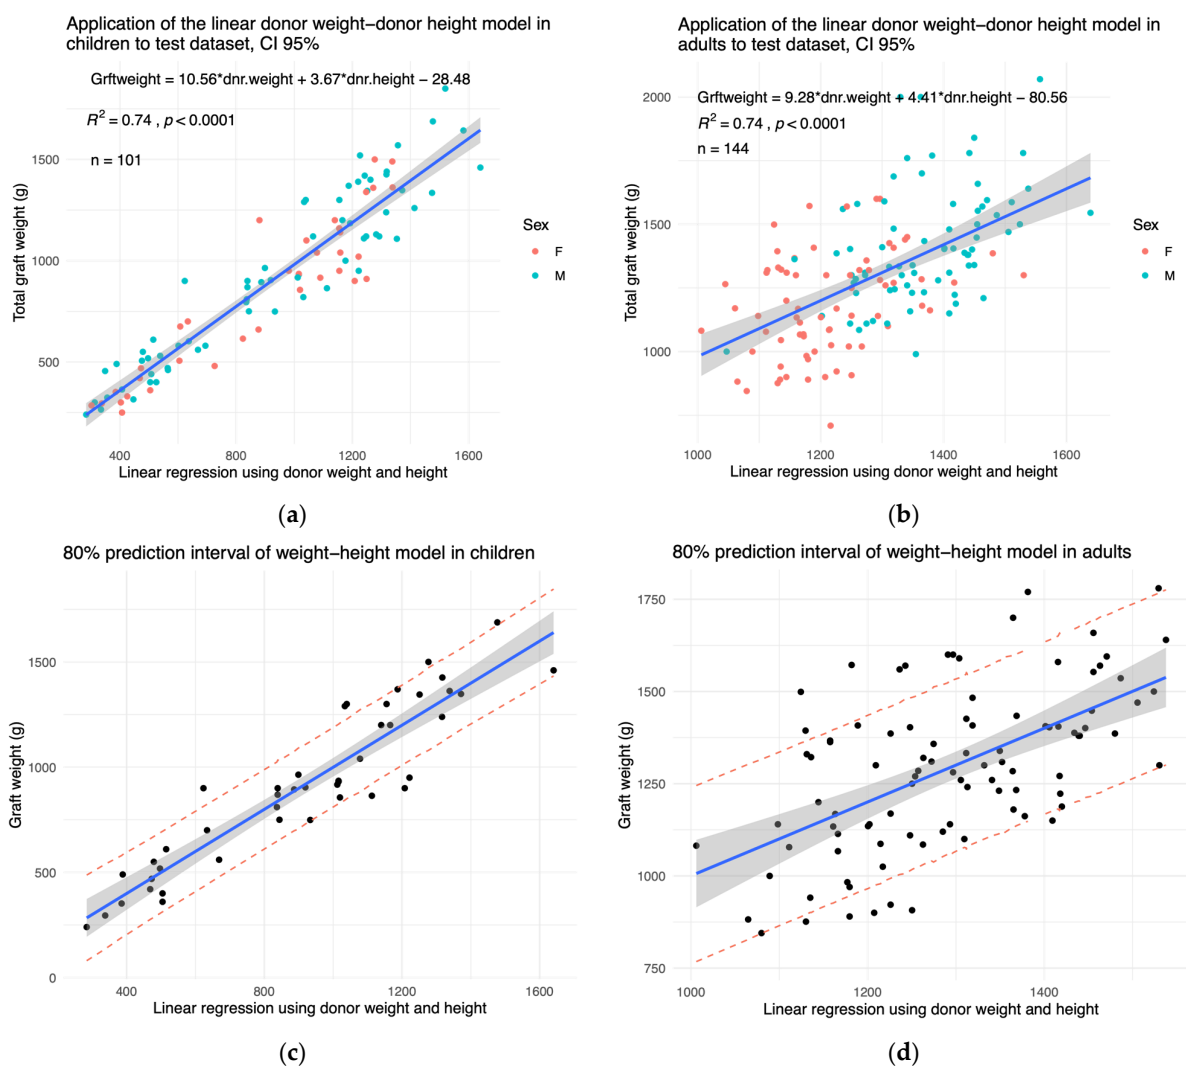 Application of the linear donor weight−donor height model in
children to test dataset, CI 95%
Grftweight = 10.56*dnr.weight + 3.67*dnr.height − 28.48
R² = 0.74 , p < 0.0001
n = 101
Total graft weight (g)
1500
1000
500
400 800 1200 1600
Linear regression using donor weight and height
Sex
F
M
(a)
Application of the linear donor weight−donor height model in
adults to test dataset, CI 95%
Grftweight = 9.28*dnr.weight + 4.41*dnr.height − 80.56
R² = 0.74 , p < 0.0001
n = 144
Total graft weight (g)
2000
1500
1000
1000 1200 1400 1600
Linear regression using donor weight and height
Sex
F
M
(b)
80% prediction interval of weight−height model in children
Graft weight (g)
1500
1000
500
0
400 800 1200 1600
Linear regression using donor weight and height
(c)
80% prediction interval of weight−height model in adults
Graft weight (g)
1750
1500
1250
1000
750
1000 1200 1400
Linear regression using donor weight and height
(d)